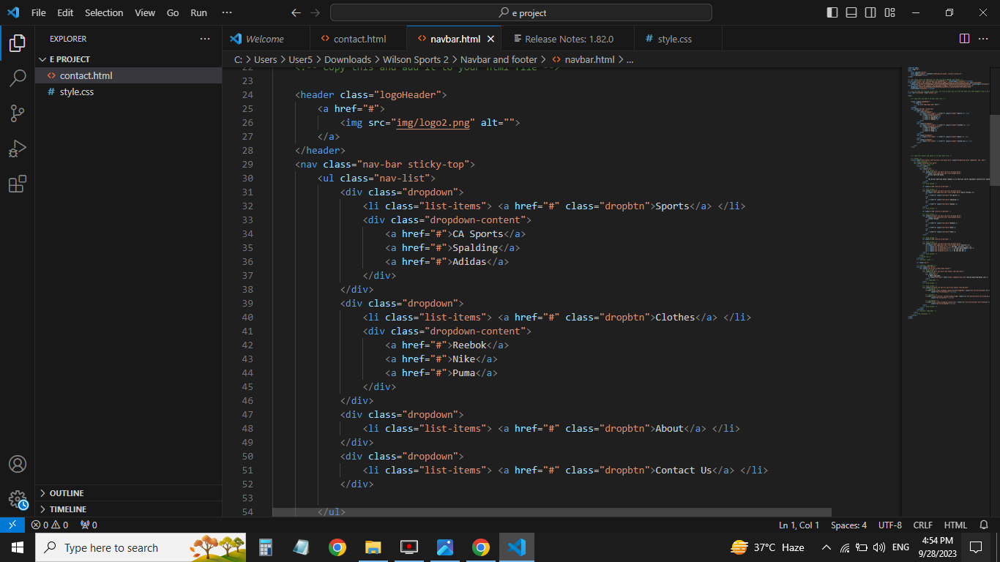 File Edit Selection View Go Run ···
e project
EXPLORER ···
E PROJECT
<> contact.html
# style.css
OUTLINE
TIMELINE
Welcome
<> contact.html
<> navbar.html
Release Notes: 1.82.0
# style.css
C: > Users > User5 > Downloads > Wilson Sports 2 > Navbar and footer > <> navbar.html > ...
22 <!-- Copy this and add it to your html file -->
23
24 <header class="logoHeader">
25 <a href="#">
26 <img src="img/logo2.png" alt="">
27 </a>
28 </header>
29 <nav class="nav-bar sticky-top">
30 <ul class="nav-list">
31 <div class="dropdown">
32 <li class="list-items"> <a href="#" class="dropbtn">Sports</a> </li>
33 <div class="dropdown-content">
34 <a href="#">CA Sports</a>
35 <a href="#">Spalding</a>
36 <a href="#">Adidas</a>
37 </div>
38 </div>
39 <div class="dropdown">
40 <li class="list-items"> <a href="#" class="dropbtn">Clothes</a> </li>
41 <div class="dropdown-content">
42 <a href="#">Reebok</a>
43 <a href="#">Nike</a>
44 <a href="#">Puma</a>
45 </div>
46 </div>
47 <div class="dropdown">
48 <li class="list-items"> <a href="#" class="dropbtn">About</a> </li>
49 </div>
50 <div class="dropdown">
51 <li class="list-items"> <a href="#" class="dropbtn">Contact Us</a> </li>
52 </div>
53
54 </ul>
0 0 0 Ln 1, Col 1 Spaces: 4 UTF-8 CRLF HTML
Type here to search
37°C Haze
ENG
4:54 PM
9/28/2023